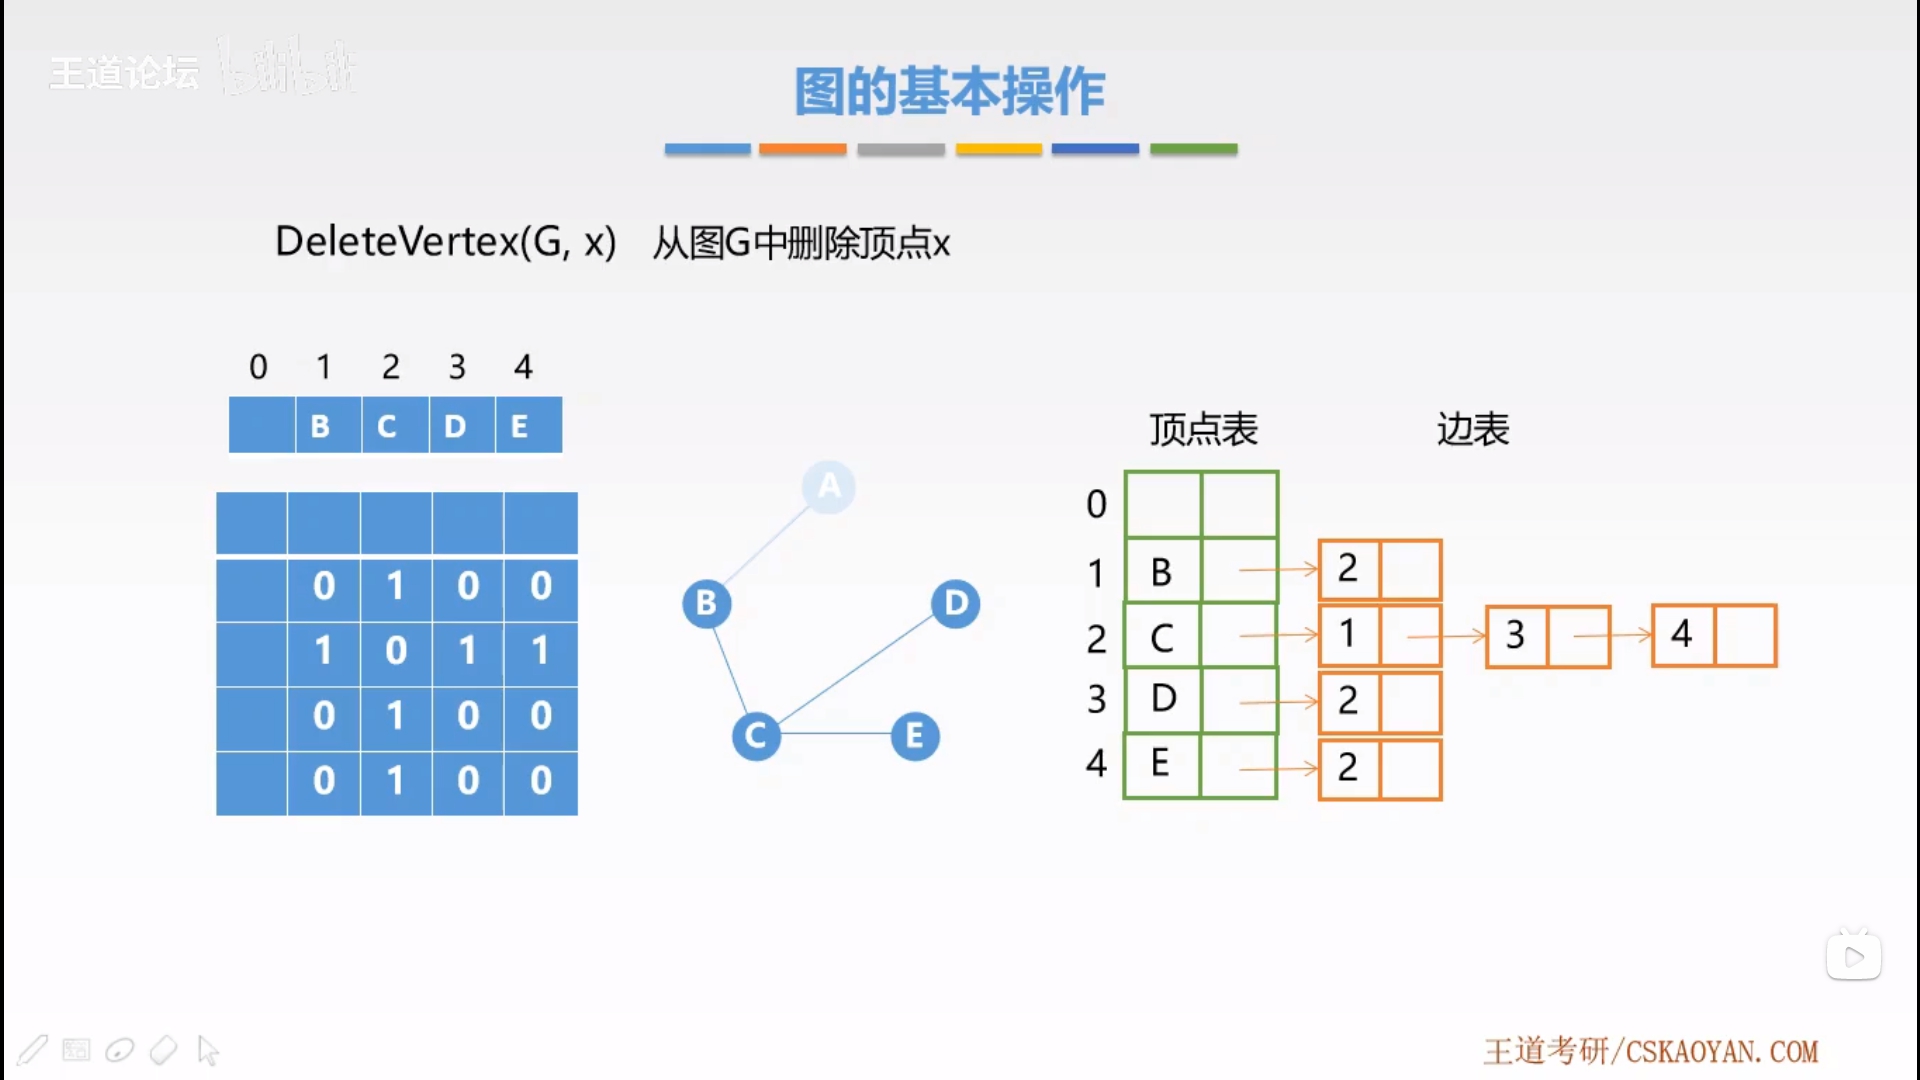 王道论坛 bilibili
图的基本操作
DeleteVertex(G, x) 从图G中删除顶点x
0 1 2 3 4
B C D E
0 1 0 0
1 0 1 1
0 1 0 0
0 1 0 0
A
B D
C E
顶点表 边表
0
1 B 2
2 C 1 3 4
3 D 2
4 E 2
王道考研/CSKAOYAN.COM